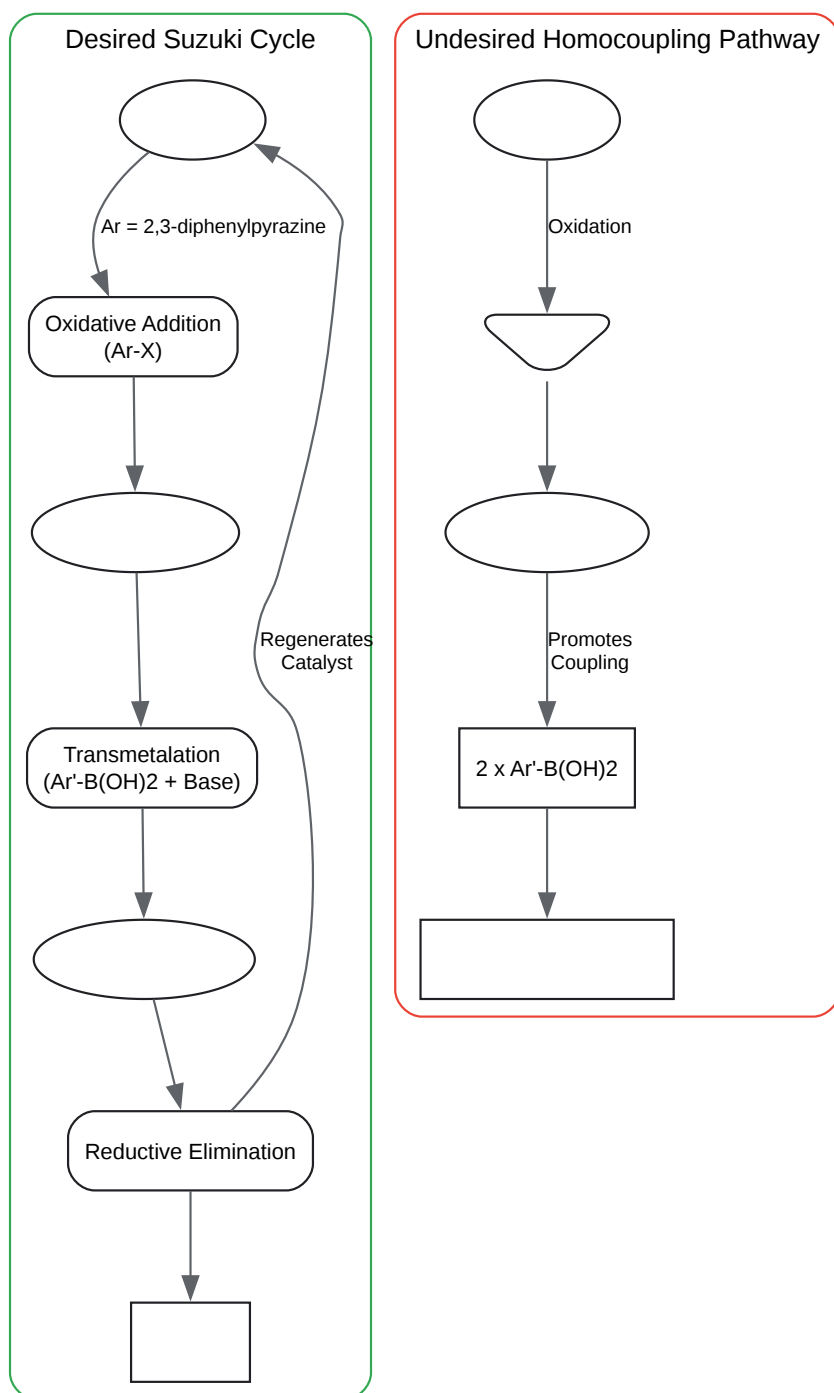 Desired Suzuki Cycle
Ar = 2,3-diphenylpyrazine
Oxidative Addition
(Ar-X)
Regenerates
Catalyst
Transmetalation
(Ar'-B(OH)2 + Base)
Reductive Elimination
Undesired Homocoupling Pathway
Oxidation
Promotes
Coupling
2 x Ar'-B(OH)2